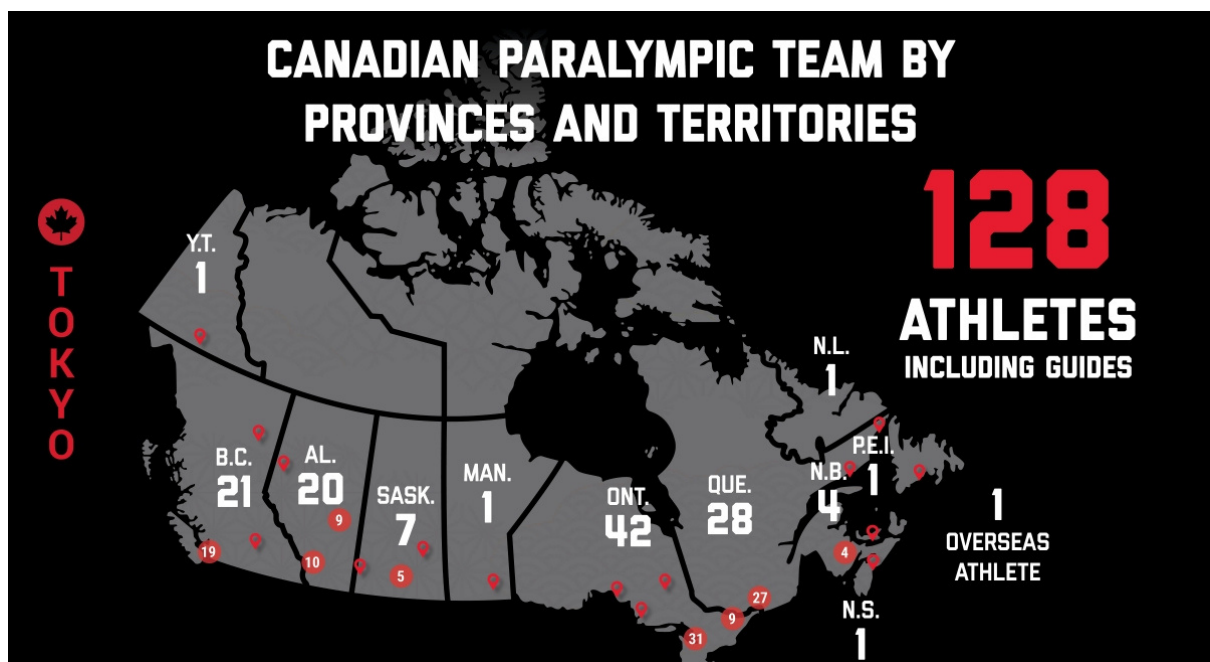 CANADIAN PARALYMPIC TEAM BY
PROVINCES AND TERRITORIES
128
ATHLETES
INCLUDING GUIDES
TOKYO
Y.T.
1
B.C.
21
19
AL.
20
9
10
SASK.
7
5
MAN.
1
ONT.
42
31
9
QUE.
28
27
N.L.
1
P.E.I.
1
N.B.
4
4
N.S.
1
1
OVERSEAS
ATHLETE